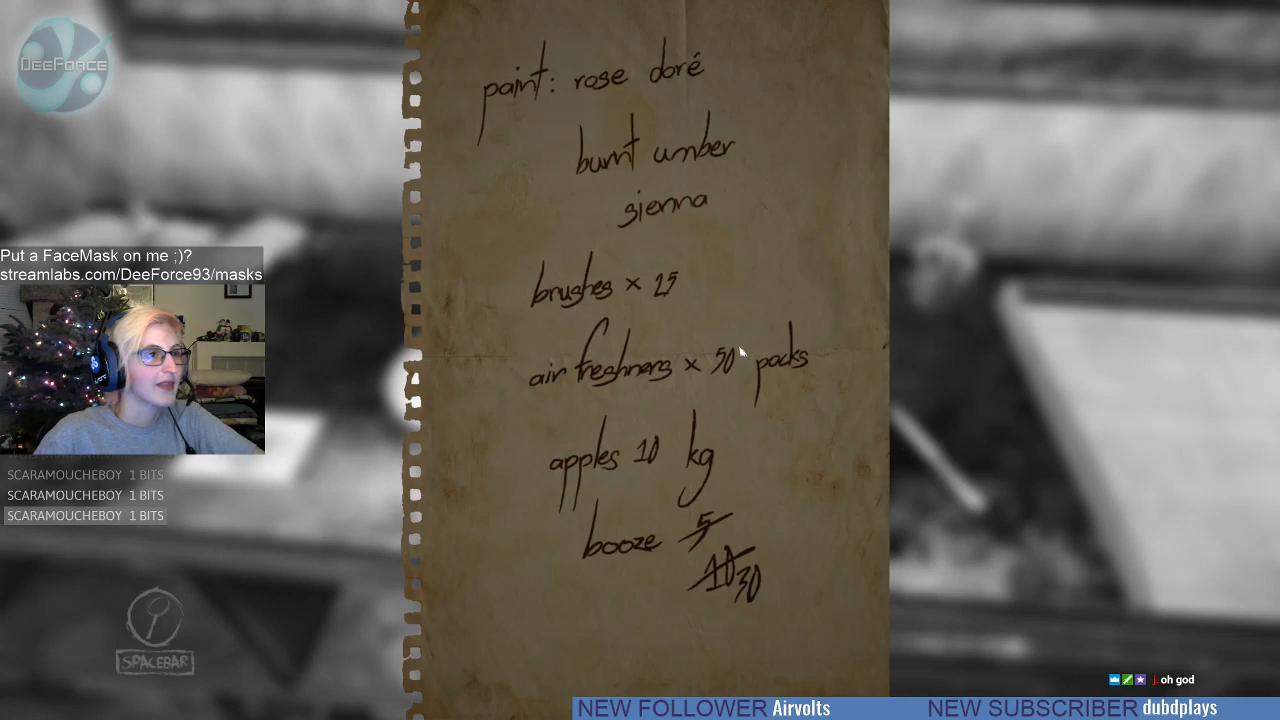 DeeForce
paint: rose doré
burnt umber
sienna
brushes x 25
air freshners x 50 packs
apples 10 kg
booze 5
10 30
Put a FaceMask on me ;)?
streamlabs.com/DeeForce93/masks
SCARAMOUCHEBOY 1 BITS
SCARAMOUCHEBOY 1 BITS
SCARAMOUCHEBOY 1 BITS
SPACEBAR
oh god
NEW FOLLOWER Airvolts
NEW SUBSCRIBER dubdplays